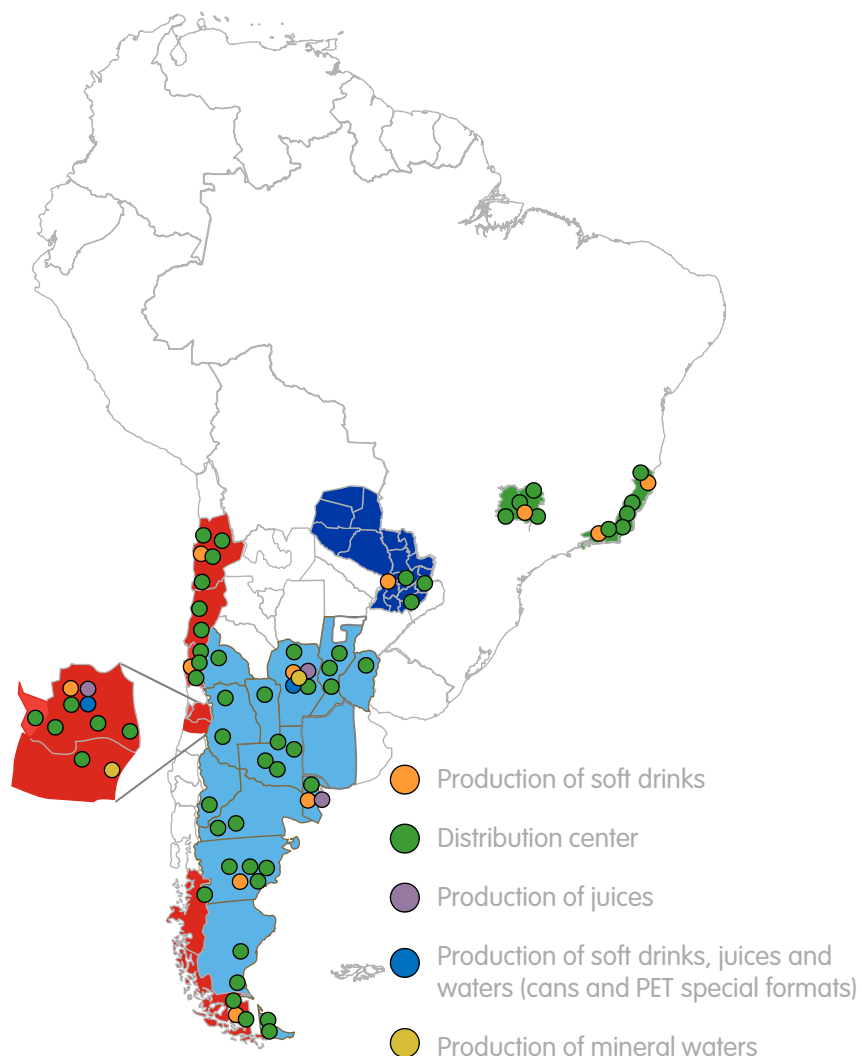 Production of soft drinks
Distribution center
Production of juices
Production of soft drinks, juices and
waters (cans and PET special formats)
Production of mineral waters